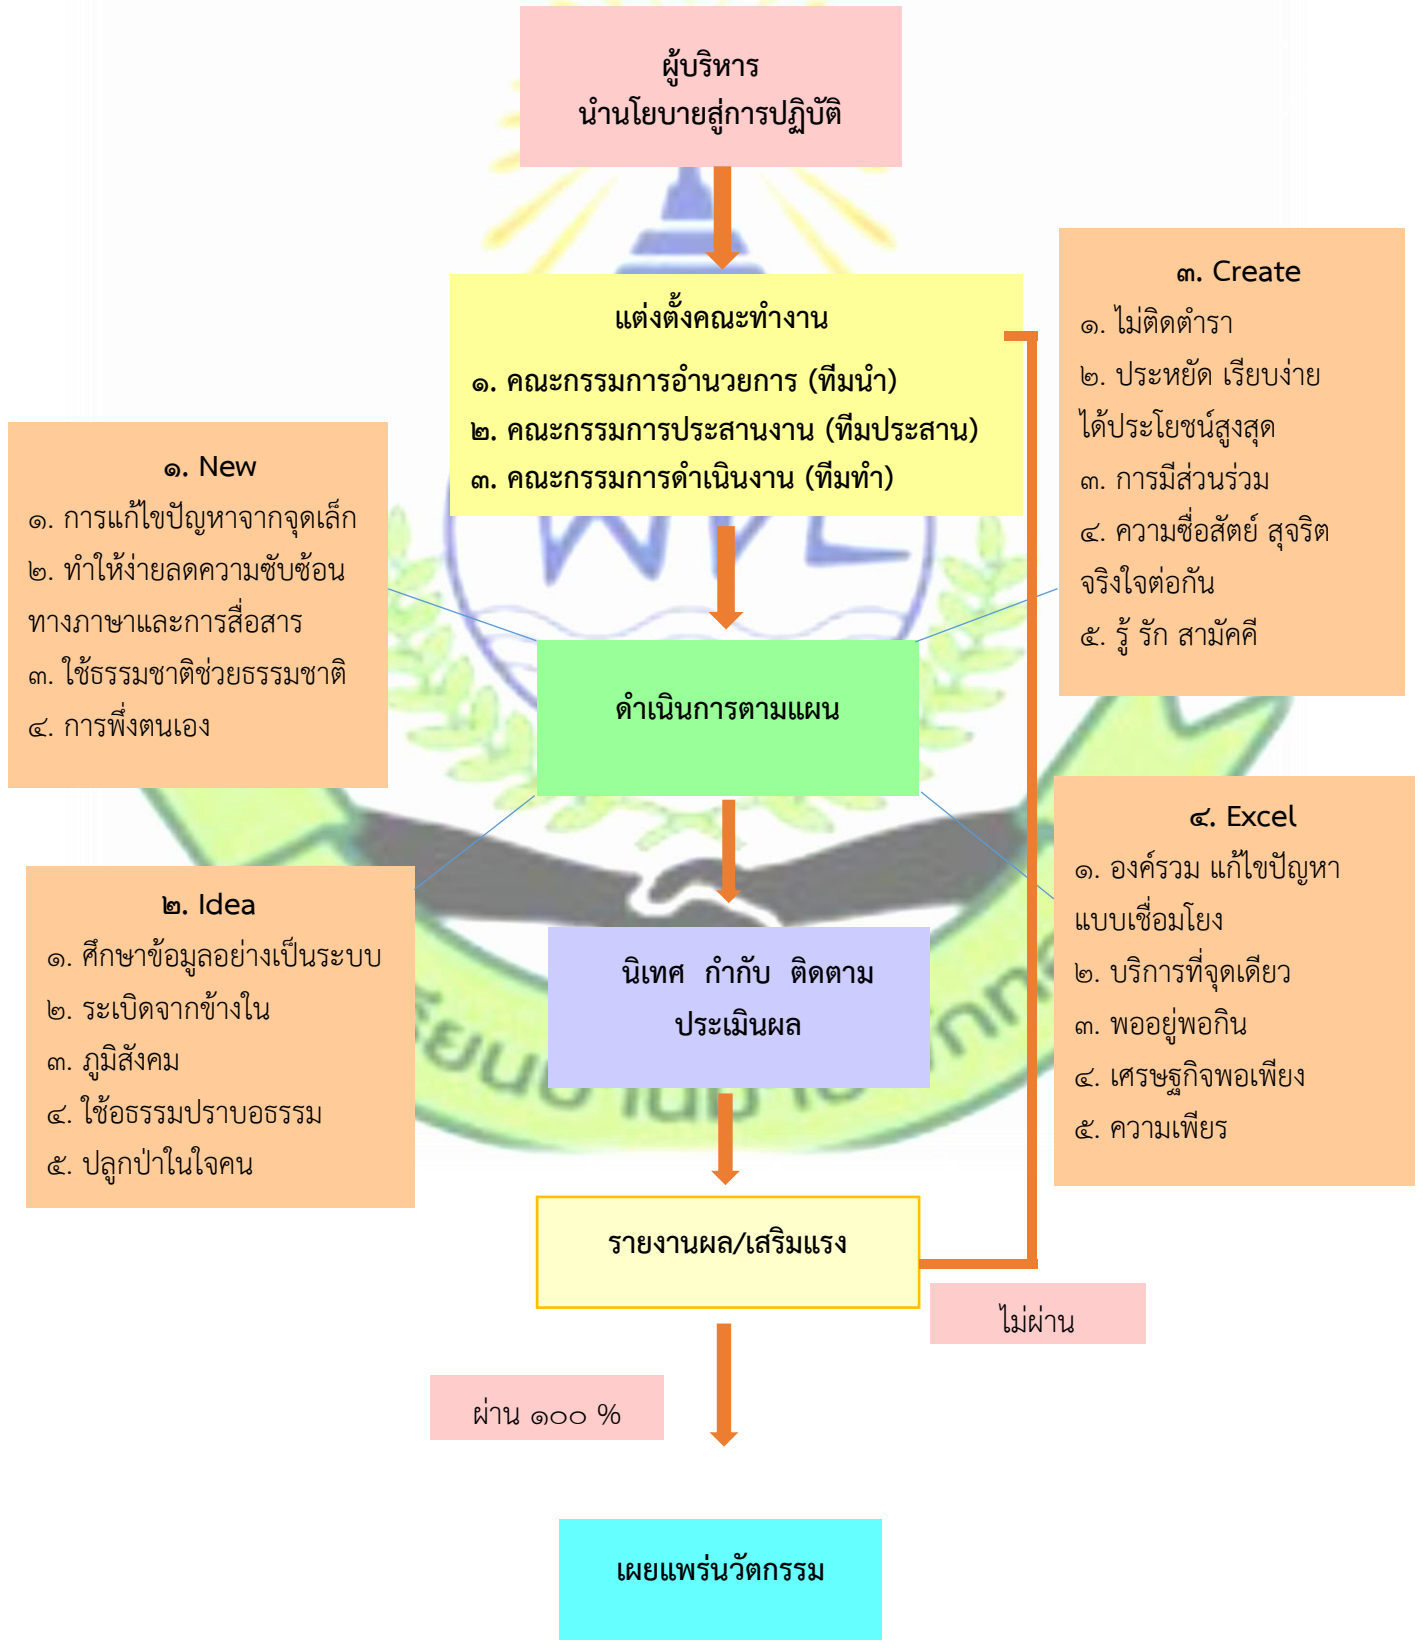 ผู้บริหาร
นำนโยบายสู่การปฏิบัติ
แต่งตั้งคณะทำงาน
๑. คณะกรรมการอำนวยการ (ทีมนำ)
๒. คณะกรรมการประสานงาน (ทีมประสาน)
๓. คณะกรรมการดำเนินงาน (ทีมทำ)
๓. Create
๑. ไม่ติดตำรา
๒. ประหยัด เรียบง่าย
ได้ประโยชน์สูงสุด
๓. การมีส่วนร่วม
๔. ความซื่อสัตย์ สุจริต
จริงใจต่อกัน
๕. รู้ รัก สามัคคี
๑. New
๑. การแก้ไขปัญหาจากจุดเล็ก
๒. ทำให้ง่ายลดความซับซ้อน
ทางภาษาและการสื่อสาร
๓. ใช้ธรรมชาติช่วยธรรมชาติ
๔. การพึ่งตนเอง
ดำเนินการตามแผน
๒. Idea
๑. ศึกษาข้อมูลอย่างเป็นระบบ
๒. ระเบิดจากข้างใน
๓. ภูมิสังคม
๔. ใช้อธรรมปราบอธรรม
๕. ปลูกป่าในใจคน
๔. Excel
๑. องค์รวม แก้ไขปัญหา
แบบเชื่อมโยง
๒. บริการที่จุดเดียว
๓. พออยู่พอกิน
๔. เศรษฐกิจพอเพียง
๕. ความเพียร
นิเทศ กำกับ ติดตาม
ประเมินผล
รายงานผล/เสริมแรง
ไม่ผ่าน
ผ่าน ๑๐๐ %
เผยแพร่นวัตกรรม